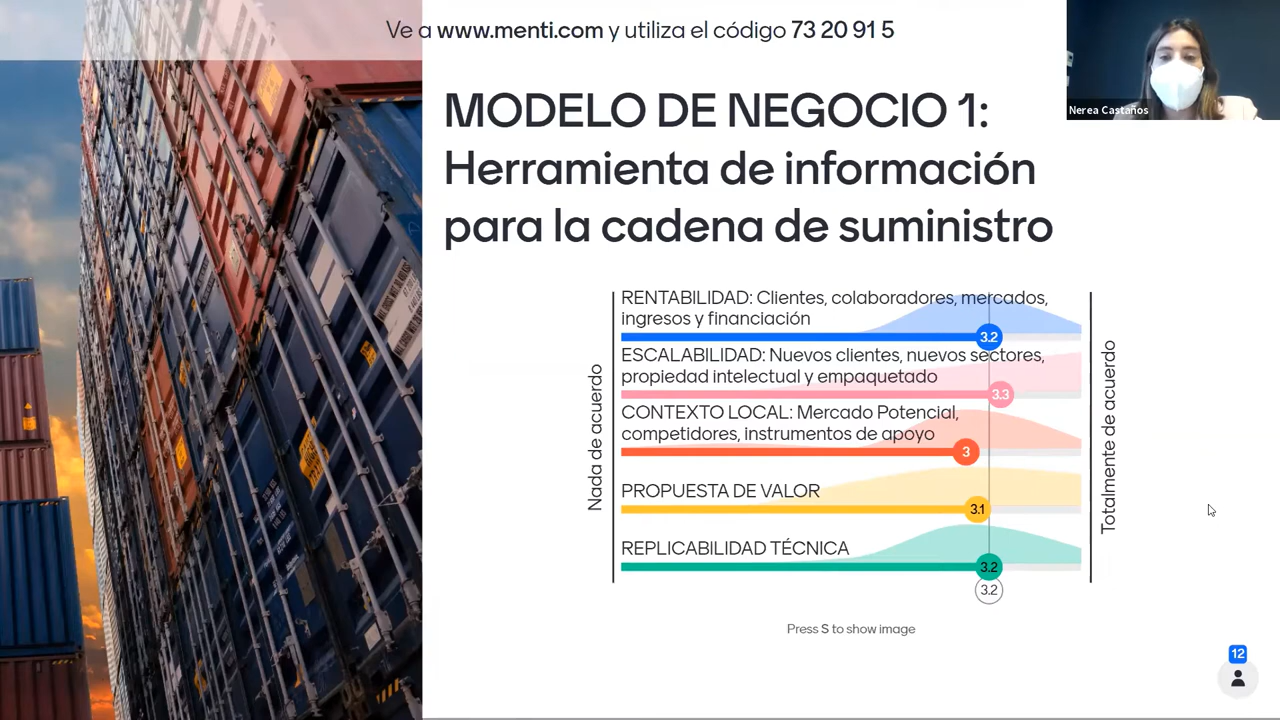 Ve a www.menti.com y utiliza el código 73 20 91 5
Nerea Castaños
MODELO DE NEGOCIO 1:
Herramienta de información
para la cadena de suministro
Nada de acuerdo
RENTABILIDAD: Clientes, colaboradores, mercados,
ingresos y financiación
3.2
ESCALABILIDAD: Nuevos clientes, nuevos sectores,
propiedad intelectual y empaquetado
3.3
CONTEXTO LOCAL: Mercado Potencial,
competidores, instrumentos de apoyo
3
PROPUESTA DE VALOR
3.1
REPLICABILIDAD TÉCNICA
3.2
3.2
Totalmente de acuerdo
Press S to show image
12